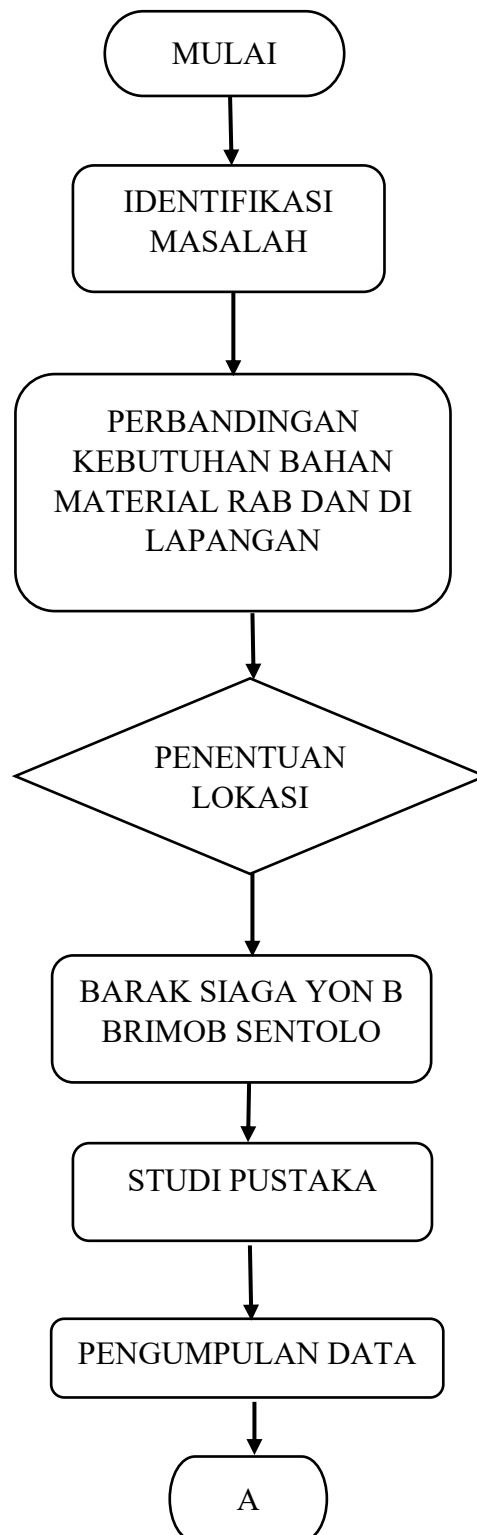 MULAI
IDENTIFIKASI
MASALAH
PERBANDINGAN
KEBUTUHAN BAHAN
MATERIAL RAB DAN DI
LAPANGAN
PENENTUAN
LOKASI
BARAK SIAGA YON B
BRIMOB SENTOLO
STUDI PUSTAKA
PENGUMPULAN DATA
A